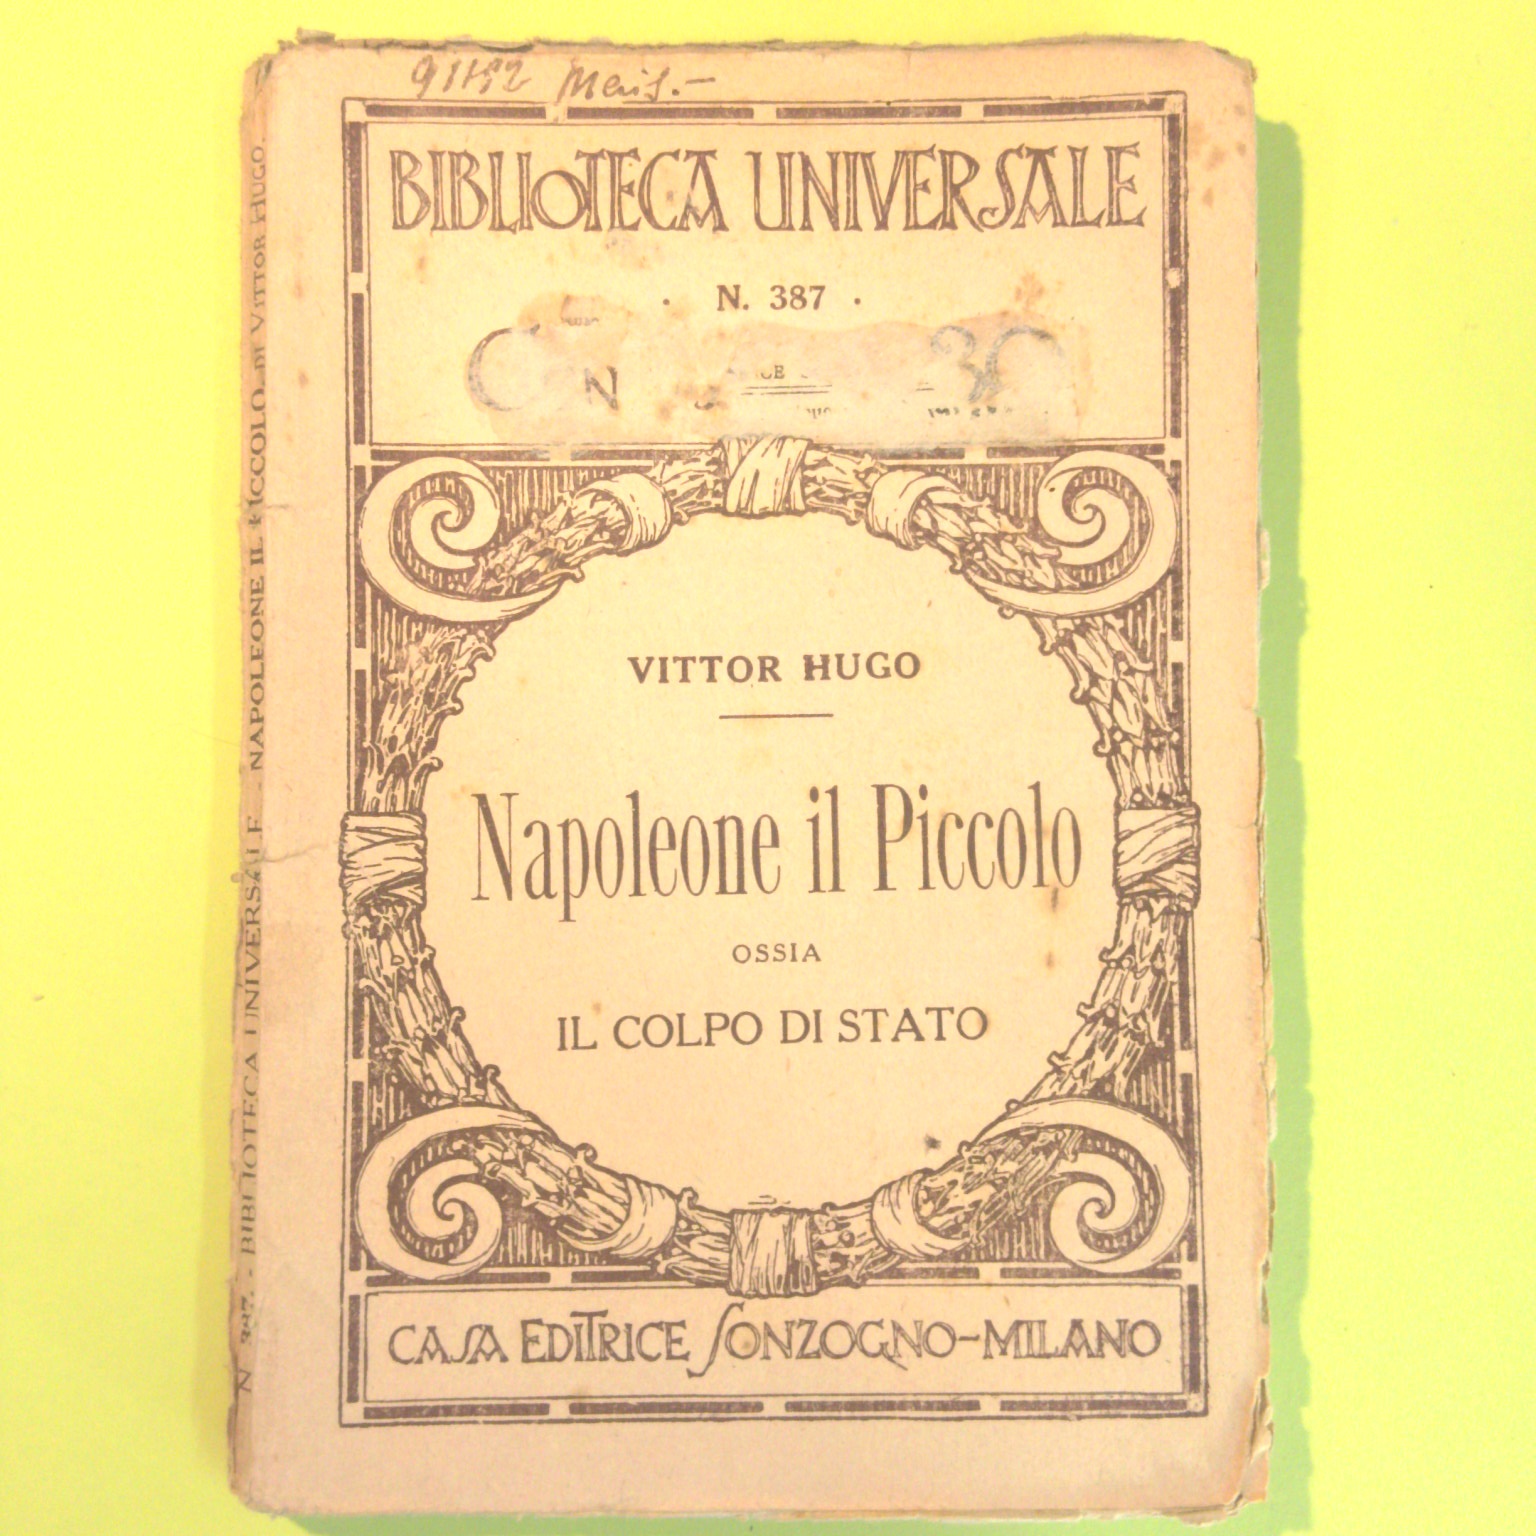 BIBLIOTECA UNIVERSALE
· N. 387 ·
VITTOR HUGO
Napoleone il Piccolo
OSSIA
IL COLPO DI STATO
CASA EDITRICE SONZOGNO-MILANO
N. 387. - BIBLIOTECA UNIVERSALE - NAPOLEONE IL PICCOLO, DI VITTOR HUGO.